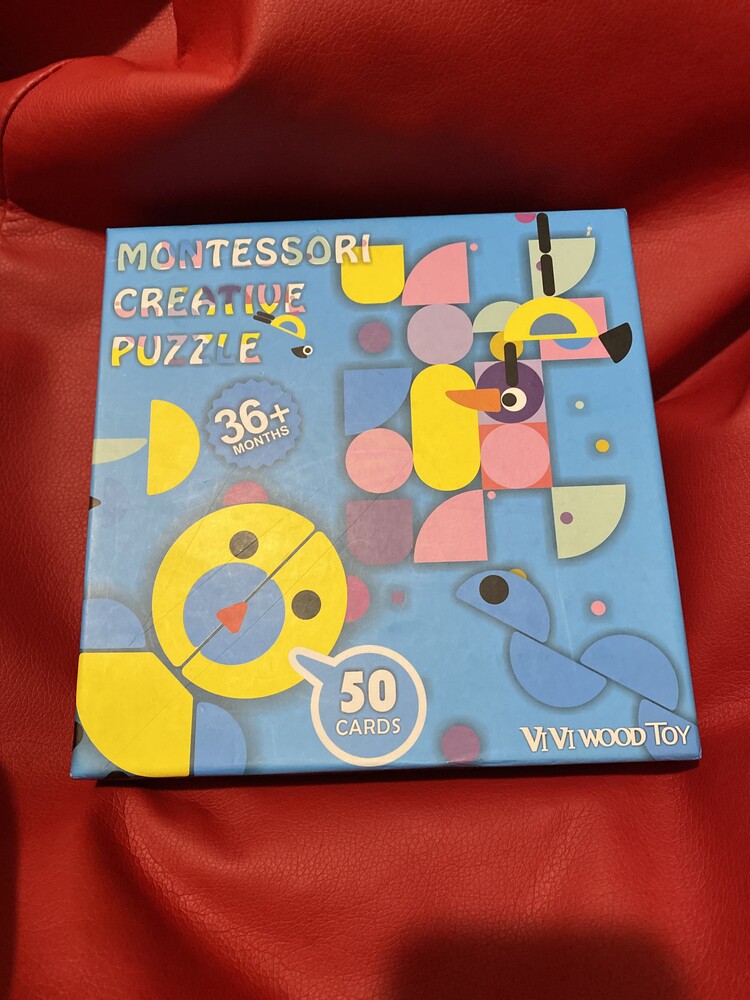 MONTESSORI
CREATIVE
PUZZLE
36+
MONTHS
50
CARDS
VIVI WOOD TOY